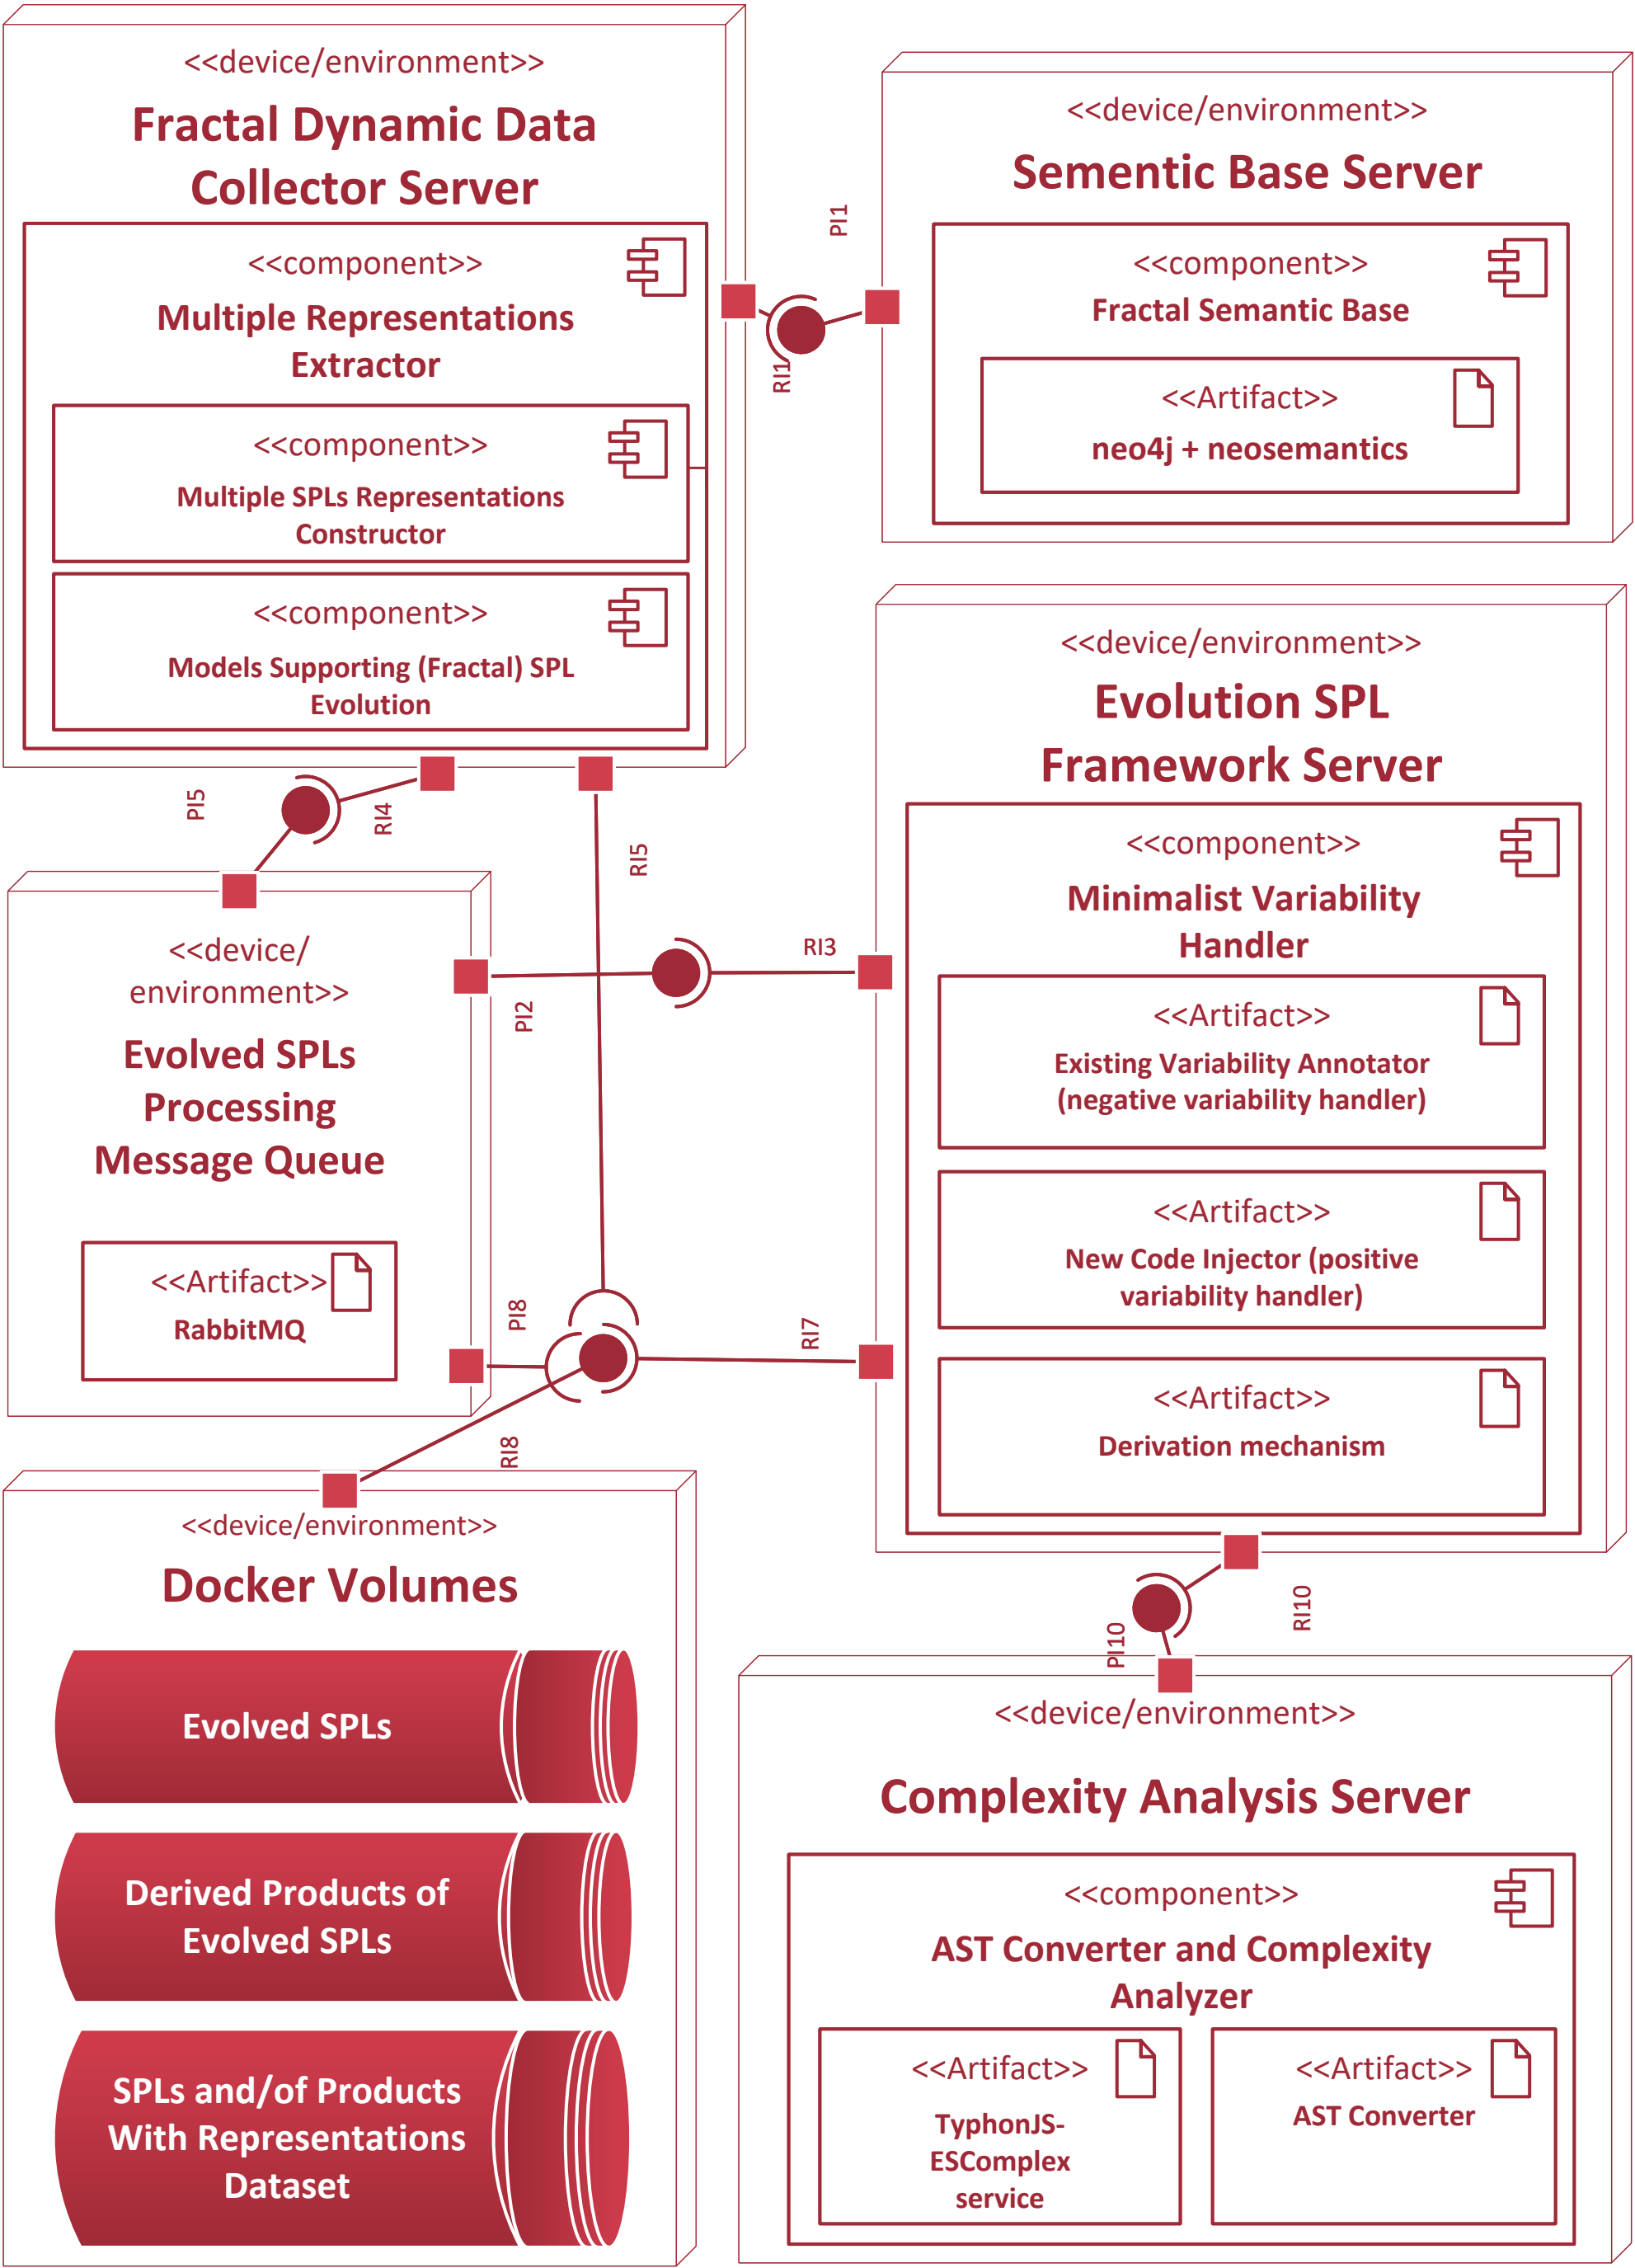 <<device/environment>>
Fractal Dynamic Data
Collector Server
<<component>>
Multiple Representations
Extractor
<<component>>
Multiple SPLs Representations
Constructor
<<component>>
Models Supporting (Fractal) SPL
Evolution
PI1
RI1
<<device/environment>>
Sementic Base Server
<<component>>
Fractal Semantic Base
<<Artifact>>
neo4j + neosemantics
PI5
RI4
RI5
<<device/
environment>>
Evolved SPLs
Processing
Message Queue
<<Artifact>>
RabbitMQ
PI2
RI3
PI8
RI7
RI8
<<device/environment>>
Evolution SPL
Framework Server
<<component>>
Minimalist Variability
Handler
<<Artifact>>
Existing Variability Annotator
(negative variability handler)
<<Artifact>>
New Code Injector (positive
variability handler)
<<Artifact>>
Derivation mechanism
<<device/environment>>
Docker Volumes
Evolved SPLs
Derived Products of
Evolved SPLs
SPLs and/of Products
With Representations
Dataset
PI10
RI10
<<device/environment>>
Complexity Analysis Server
<<component>>
AST Converter and Complexity
Analyzer
<<Artifact>>
TyphonJS-
ESComplex
service
<<Artifact>>
AST Converter